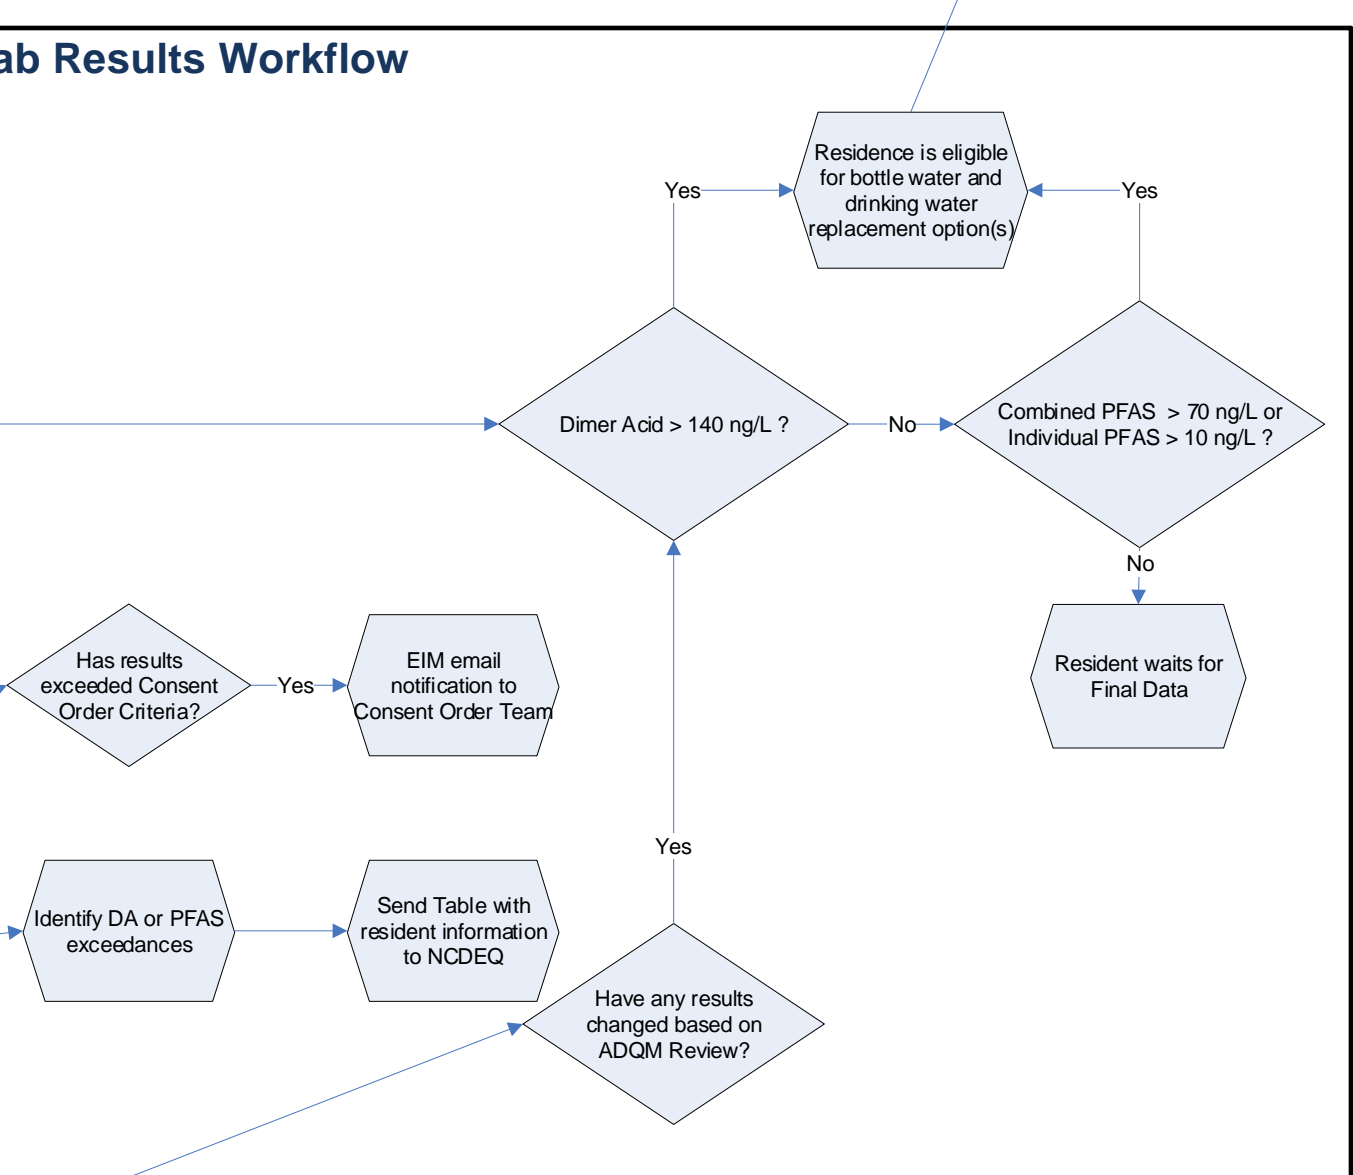 ab Results Workflow
Residence is eligible
for bottle water and
drinking water
replacement option(s)
Yes
Yes
Dimer Acid > 140 ng/L ?
No
Combined PFAS > 70 ng/L or
Individual PFAS > 10 ng/L ?
No
Has results
exceeded Consent
Order Criteria?
Yes
EIM email
notification to
Consent Order Team
Resident waits for
Final Data
Yes
Identify DA or PFAS
exceedances
Send Table with
resident information
to NCDEQ
Have any results
changed based on
ADQM Review?